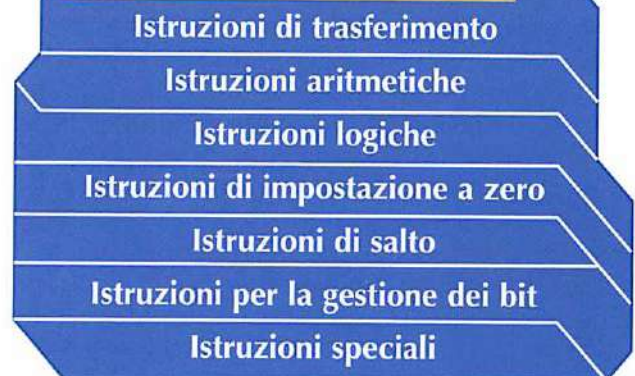 Istruzioni di trasferimento
Istruzioni aritmetiche
Istruzioni logiche
Istruzioni di impostazione a zero
Istruzioni di salto
Istruzioni per la gestione dei bit
Istruzioni speciali